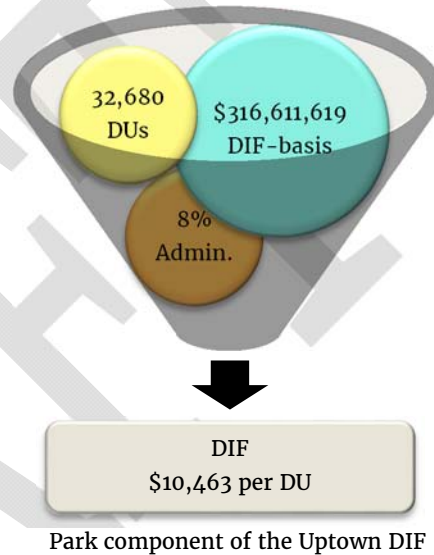 32,680
DUs
$316,611,619
DIF-basis
8%
Admin.
DIF
$10,463 per DU
Park component of the Uptown DIF